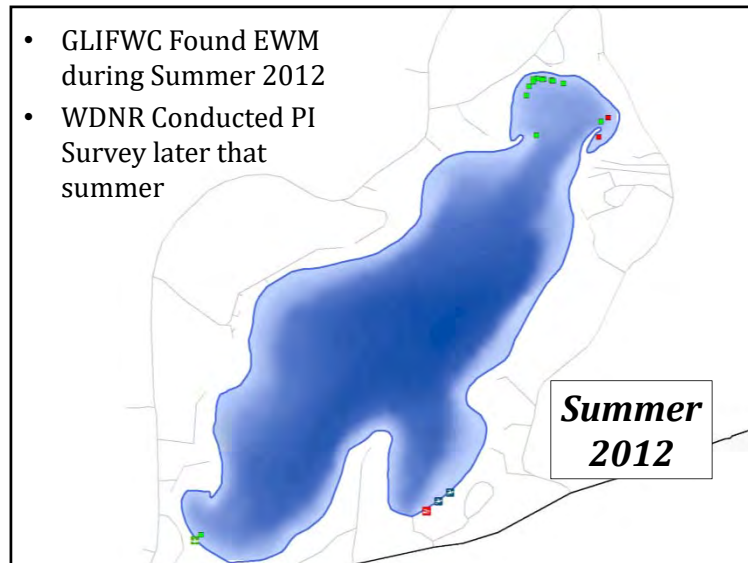 • GLIFWC Found EWM
during Summer 2012
• WDNR Conducted PI
Survey later that
summer
Summer
2012